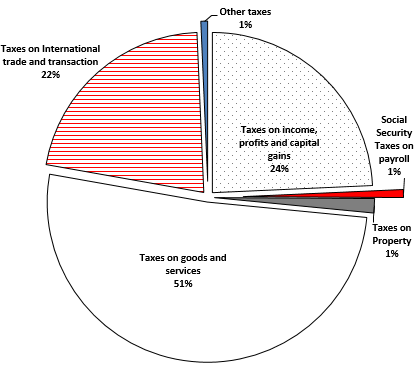 Other taxes
1%
Taxes on International
trade and transaction
22%
Taxes on income,
profits and capital
gains
24%
Social
Security
Taxes on
payroll
1%
Taxes on
Property
1%
Taxes on goods and
services
51%